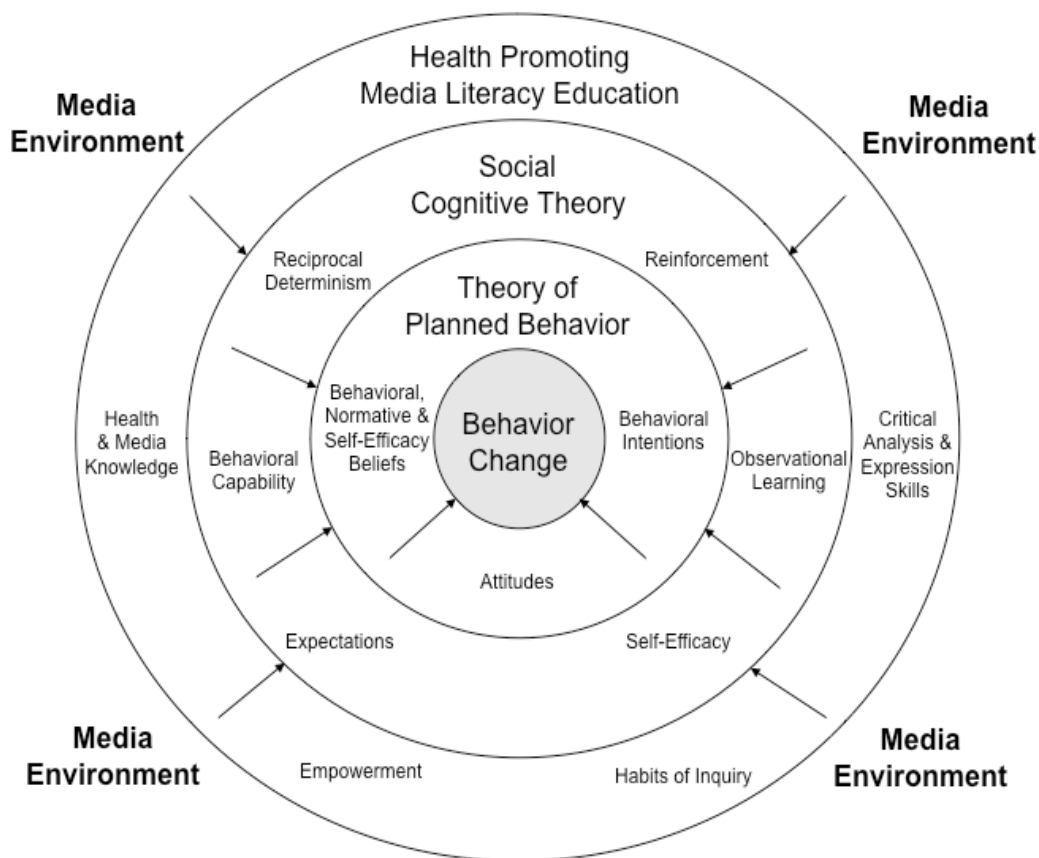 Health Promoting
Media Literacy Education
Media
Environment
Media
Environment
Social
Cognitive Theory
Reciprocal
Determinism
Reinforcement
Theory of
Planned Behavior
Behavioral,
Normative &
Self-Efficacy
Beliefs
Behavior
Change
Behavioral
Intentions
Health
& Media
Knowledge
Behavioral
Capability
Observational
Learning
Critical
Analysis &
Expression
Skills
Attitudes
Expectations
Self-Efficacy
Media
Environment
Media
Environment
Empowerment
Habits of Inquiry